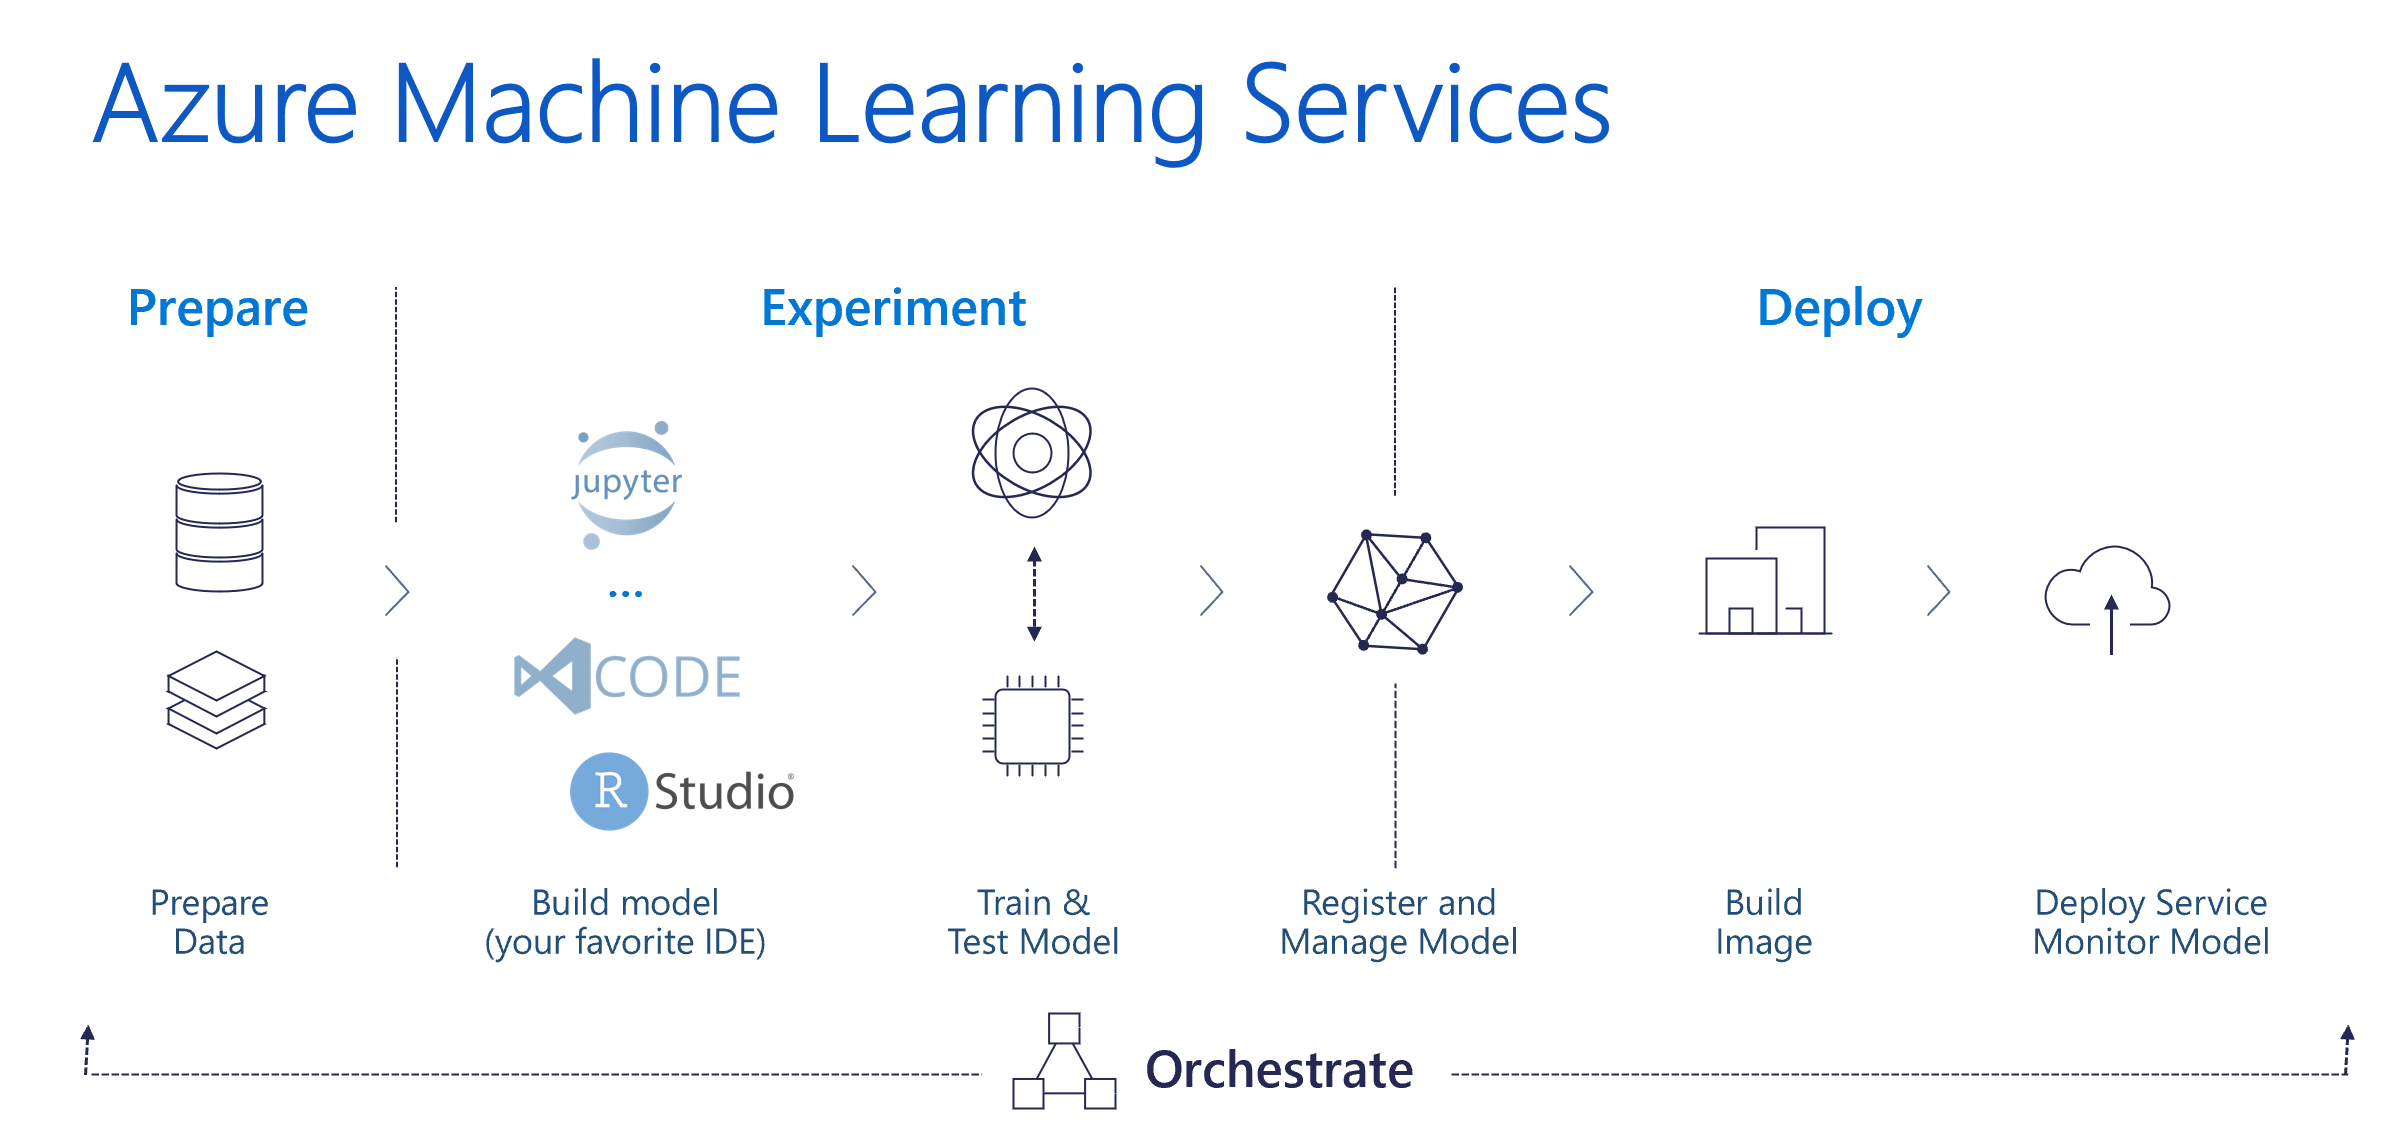 Azure Machine Learning Services
Prepare
Experiment
Deploy
jupyter
...
CODE
R Studio®
Prepare
Data
Build model
(your favorite IDE)
Train &
Test Model
Register and
Manage Model
Build
Image
Deploy Service
Monitor Model
Orchestrate